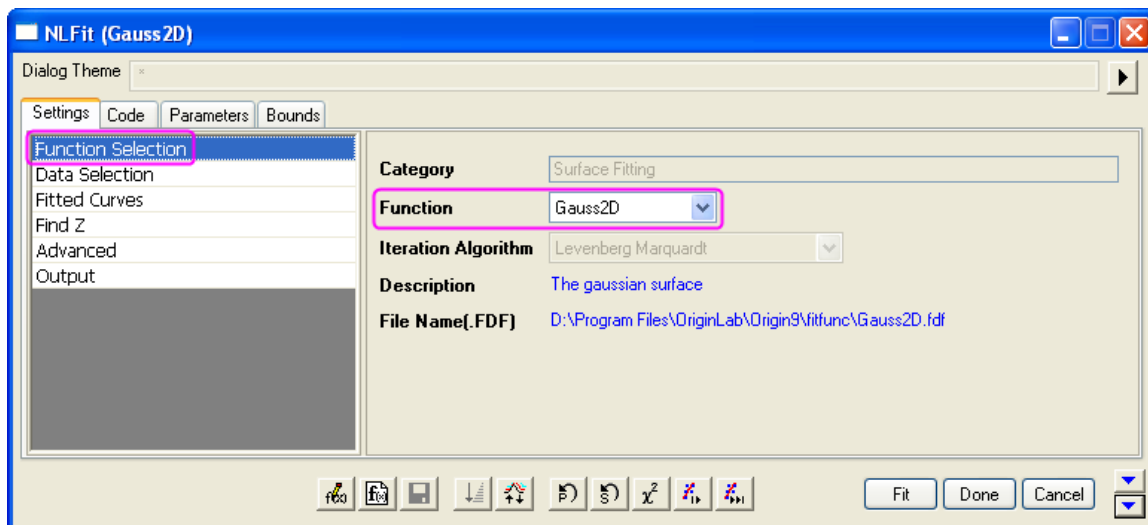 NLFit (Gauss2D)
Dialog Theme *
Settings Code Parameters Bounds
Function Selection
Data Selection
Fitted Curves
Find Z
Advanced
Output
Category Surface Fitting
Function Gauss2D
Iteration Algorithm Levenberg Marquardt
Description The gaussian surface
File Name(.FDF) D:\Program Files\OriginLab\Origin9\fitfunc\Gauss2D.fdf
P S χ² Fit Done Cancel